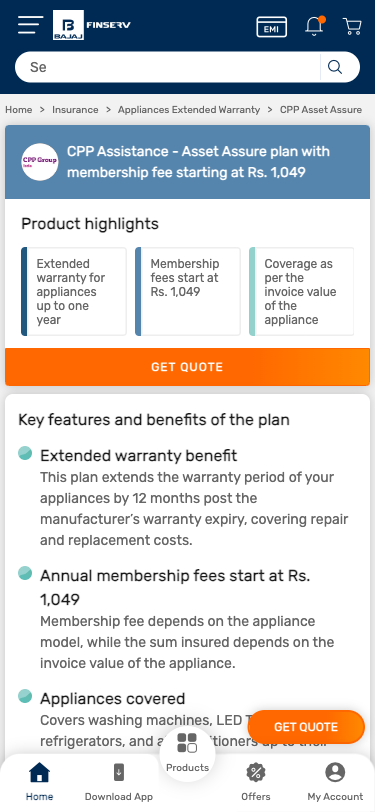 BAJAJ
FINSERV
EMI
Se
Home > Insurance > Appliances Extended Warranty > CPP Asset Assure
CPP Group
India
CPP Assistance - Asset Assure plan with
membership fee starting at Rs. 1,049
Product highlights
Extended
warranty for
appliances
up to one
year
Membership
fees start at
Rs. 1,049
Coverage as
per the
invoice value
of the
appliance
GET QUOTE
Key features and benefits of the plan
Extended warranty benefit
This plan extends the warranty period of your
appliances by 12 months post the
manufacturer's warranty expiry, covering repair
and replacement costs.
Annual membership fees start at Rs.
1,049
Membership fee depends on the appliance
model, while the sum insured depends on the
invoice value of the appliance.
Appliances covered
Covers washing machines, LED
GET QUOTE
refrigerators, and
up to their
Home
Download App
Products
Offers
My Account